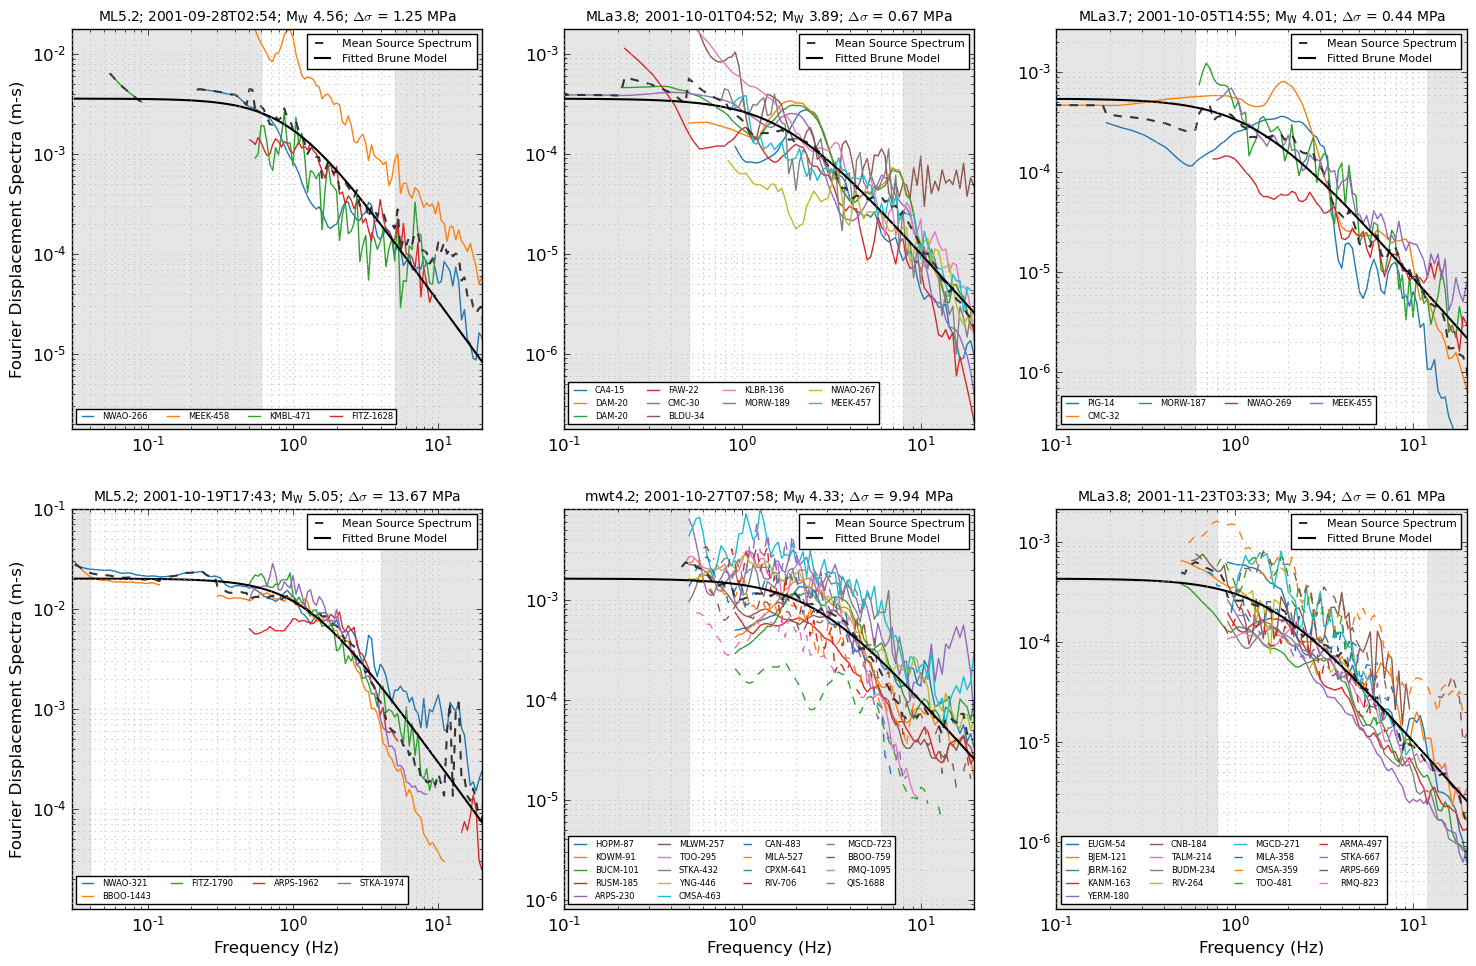 ML5.2; 2001-09-28T02:54; M_W 4.56; Δσ = 1.25 MPa
Mean Source Spectrum
Fitted Brune Model
Fourier Displacement Spectra (m-s)
10^-2
10^-3
10^-4
10^-5
NWAO-266 MEEK-458 KMBL-471 FITZ-1628
10^-1 10^0 10^1
MLa3.8; 2001-10-01T04:52; M_W 3.89; Δσ = 0.67 MPa
Mean Source Spectrum
Fitted Brune Model
10^-3
10^-4
10^-5
10^-6
CA4-15 FAW-22 KLBR-136 NWAO-267
DAM-20 CMC-30 MORW-189 MEEK-457
DAM-20 BLDU-34
10^-1 10^0 10^1
MLa3.7; 2001-10-05T14:55; M_W 4.01; Δσ = 0.44 MPa
Mean Source Spectrum
Fitted Brune Model
10^-3
10^-4
10^-5
10^-6
PIG-14 MORW-187 NWAO-269 MEEK-455
CMC-32
10^-1 10^0 10^1
ML5.2; 2001-10-19T17:43; M_W 5.05; Δσ = 13.67 MPa
Mean Source Spectrum
Fitted Brune Model
Fourier Displacement Spectra (m-s)
10^-1
10^-2
10^-3
10^-4
NWAO-321 FITZ-1790 ARPS-1962 STKA-1974
BBOO-1443
10^-1 10^0 10^1
Frequency (Hz)
mwt4.2; 2001-10-27T07:58; M_W 4.33; Δσ = 9.94 MPa
Mean Source Spectrum
Fitted Brune Model
10^-3
10^-4
10^-5
10^-6
HOPM-87 MLWM-257 CAN-483 MGCD-723
KOWM-91 TOO-295 MILA-527 BBOO-759
BUCM-101 STKA-432 CPXM-641 RMQ-1095
RUSM-185 YNG-446 RIV-706 QIS-1688
ARPS-230 CMSA-463
10^-1 10^0 10^1
Frequency (Hz)
MLa3.8; 2001-11-23T03:33; M_W 3.94; Δσ = 0.61 MPa
Mean Source Spectrum
Fitted Brune Model
10^-3
10^-4
10^-5
10^-6
EUGM-54 CNB-184 MGCD-271 ARMA-497
BJEM-121 TALM-214 MILA-358 STKA-667
JBRM-162 BUDM-234 CMSA-359 ARPS-669
KANM-163 RIV-264 TOO-481 RMQ-823
YERM-180
10^-1 10^0 10^1
Frequency (Hz)